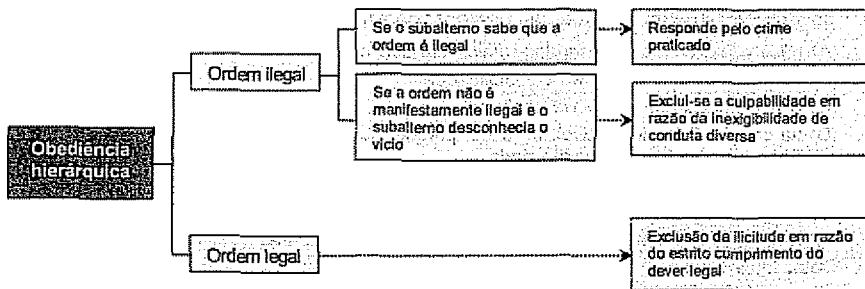 Se o subalterno sabe que a
ordem é ilegal
Responde pelo crime
praticado
Ordem ilegal
Se a ordem não é
manifestamente ilegal e o
subalterno desconhecia o
vício
Exclui-se a culpabilidade em
razão da inexigibilidade de
conduta diversa
Obediência
hierárquica
Ordem legal
Exclusão da ilicitude em razão
do estrito cumprimento do
dever legal